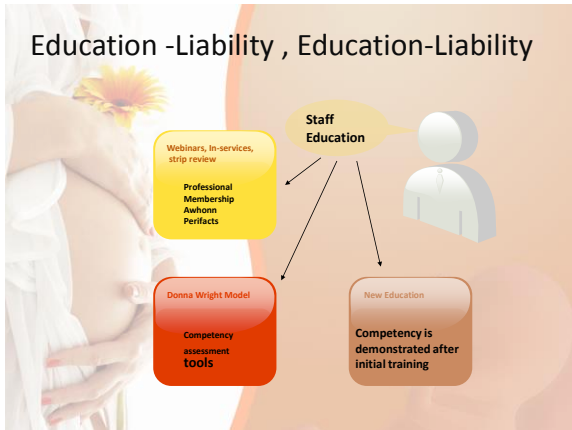 Education -Liability , Education-Liability
Staff
Education
Webinars, In-services,
strip review
Professional
Membership
Awhonn
Perifacts
Donna Wright Model
Competency
assessment
tools
New Education
Competency is
demonstrated after
initial training